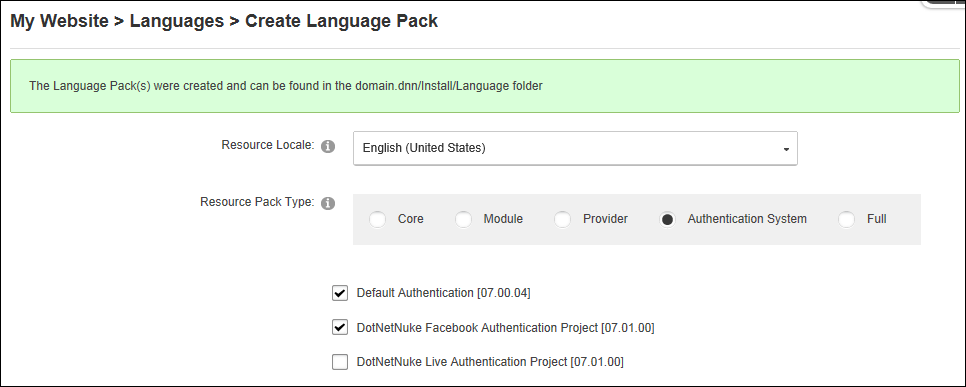 My Website > Languages > Create Language Pack
The Language Pack(s) were created and can be found in the domain.dnn/Install/Language folder
Resource Locale: English (United States)
Resource Pack Type: Core Module Provider Authentication System Full
Default Authentication [07.00.04]
DotNetNuke Facebook Authentication Project [07.01.00]
DotNetNuke Live Authentication Project [07.01.00]